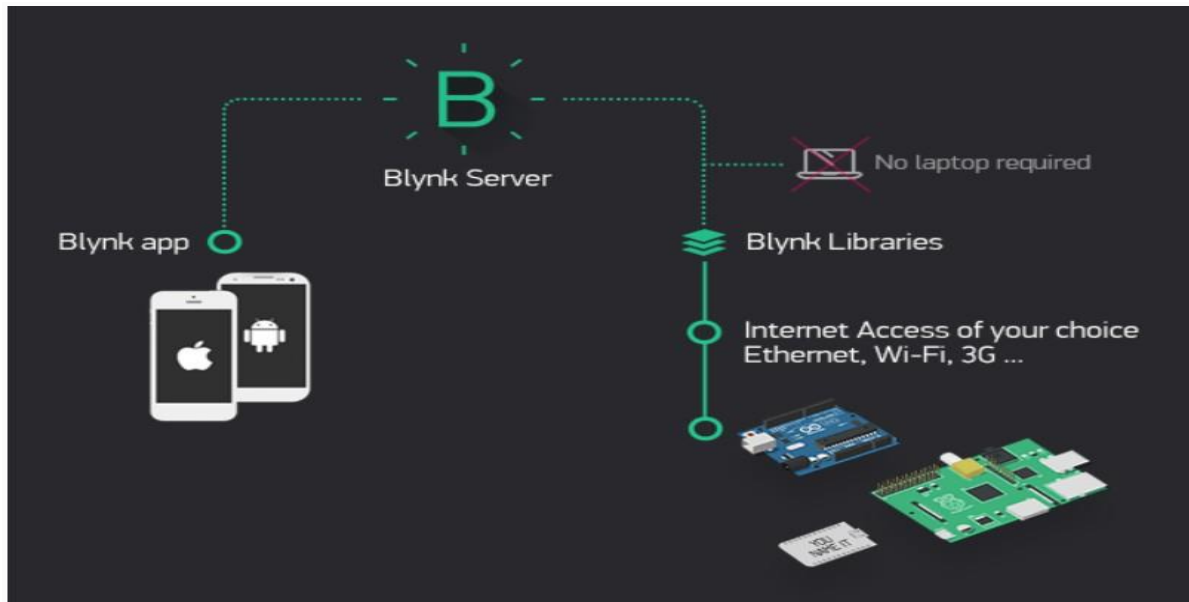 B
Blynk Server
No laptop required
Blynk app
Blynk Libraries
Internet Access of your choice
Ethernet, Wi-Fi, 3G ...
YOU
NAME IT